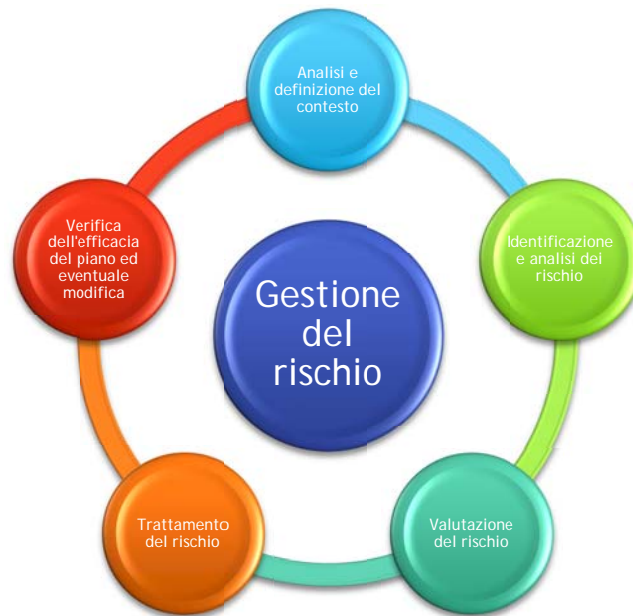 Analisi e
definizione del
contesto
Identificazione
e analisi dei
rischio
Valutazione
del rischio
Trattamento
del rischio
Verifica
dell'efficacia
del piano ed
eventuale
modifica
Gestione
del
rischio